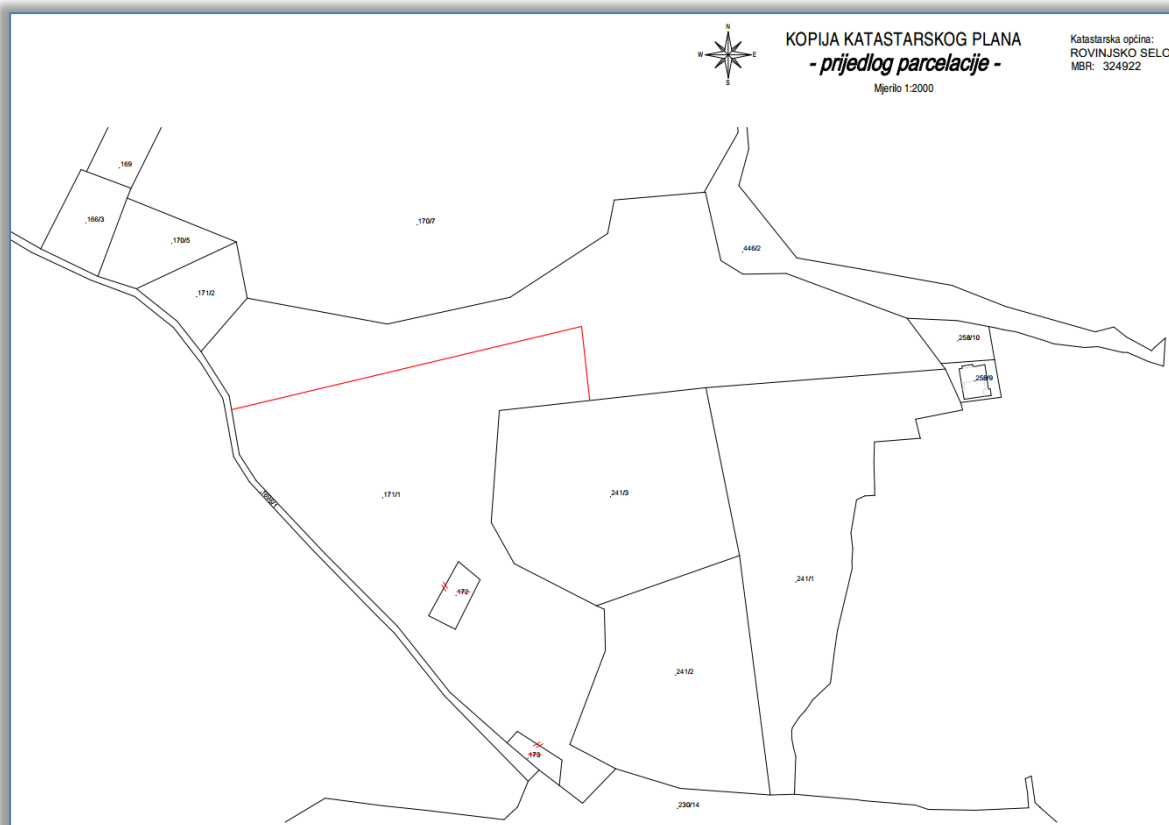 N
W E
S
KOPIJA KATASTARSKOG PLANA
- prijedlog parcelacije -
Mjerilo 1:2000
Katastarska općina:
ROVINJSKO SELO
MBR: 324922
169
166/3
170/5
170/7
171/2
446/2
258/10
258/9
171/1
241/3
241/1
172
241/2
173
230/14